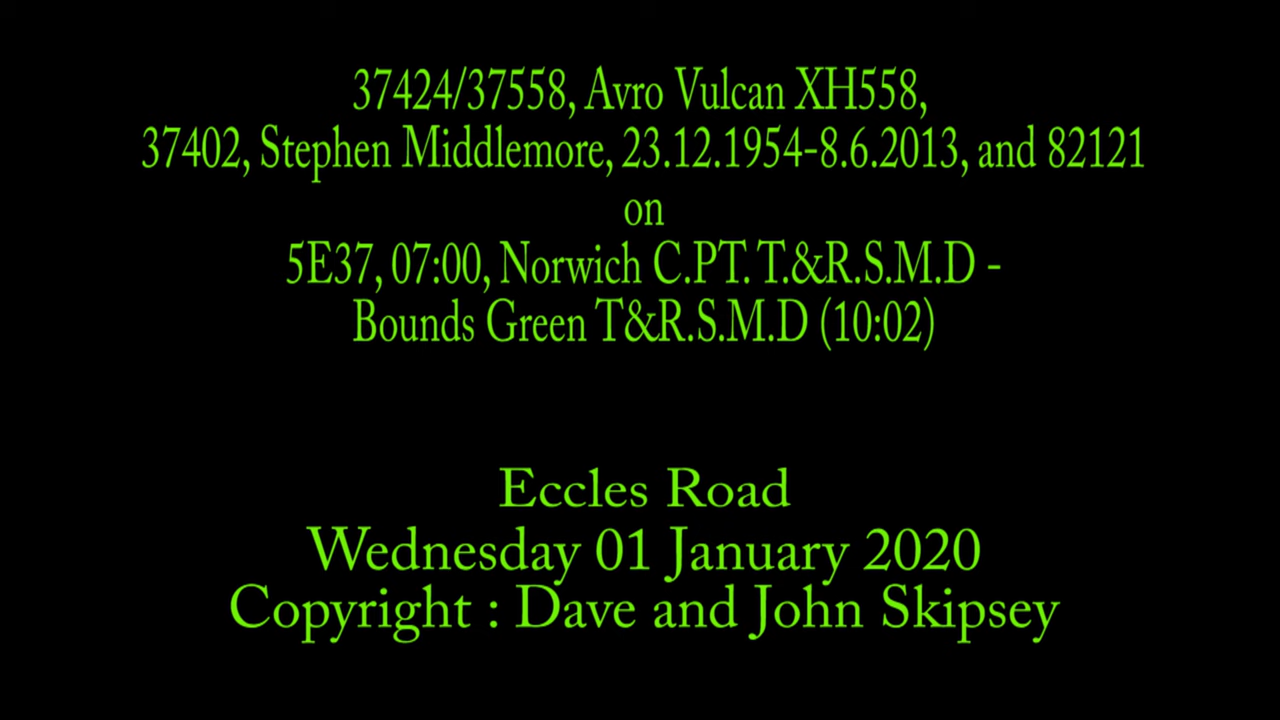 37424/37558, Avro Vulcan XH558,
37402, Stephen Middlemore, 23.12.1954-8.6.2013, and 82121
on
5E37, 07:00, Norwich C.PT. T.&R.S.M.D -
Bounds Green T&R.S.M.D (10:02)
Eccles Road
Wednesday 01 January 2020
Copyright : Dave and John Skipsey